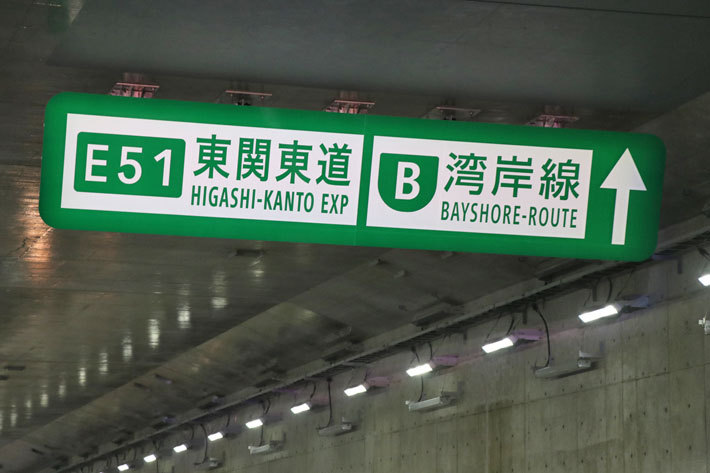 E51 東関東道
HIGASHI-KANTO EXP
B 湾岸線
BAYSHORE-ROUTE